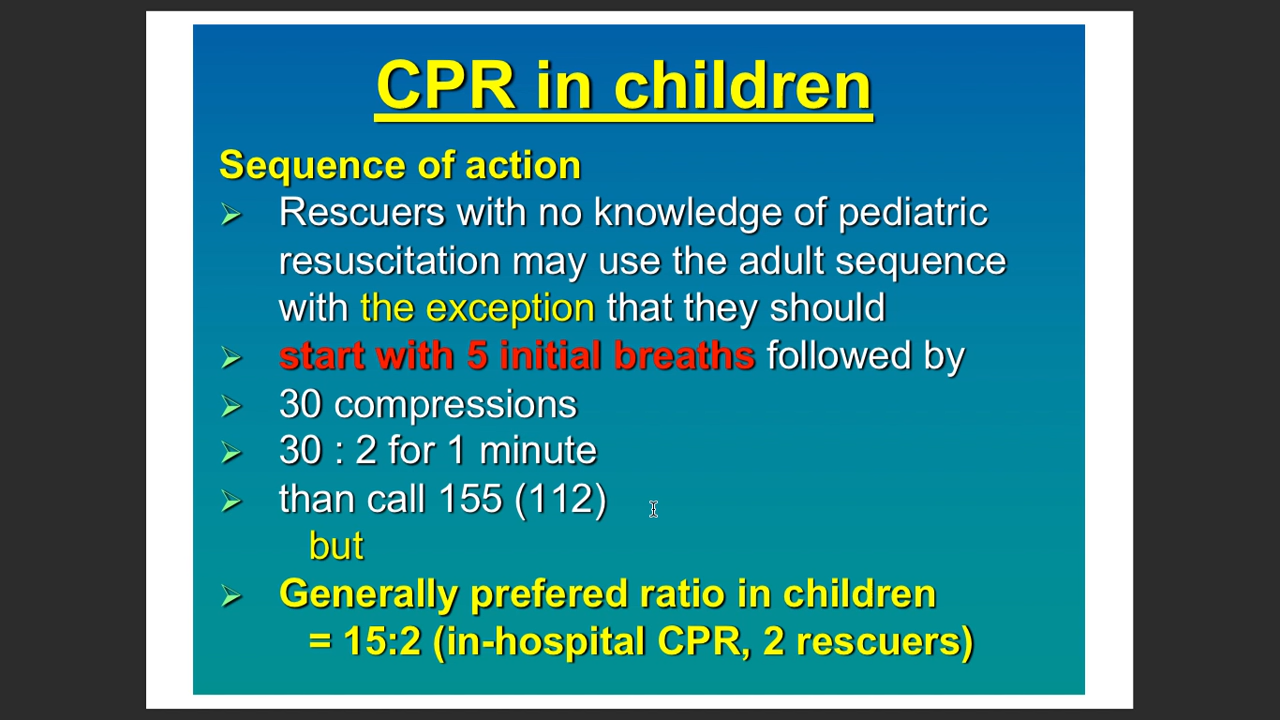 CPR in children
Sequence of action
Rescuers with no knowledge of pediatric
resuscitation may use the adult sequence
with the exception that they should
start with 5 initial breaths followed by
30 compressions
30 : 2 for 1 minute
than call 155 (112)
but
Generally prefered ratio in children
= 15:2 (in-hospital CPR, 2 rescuers)